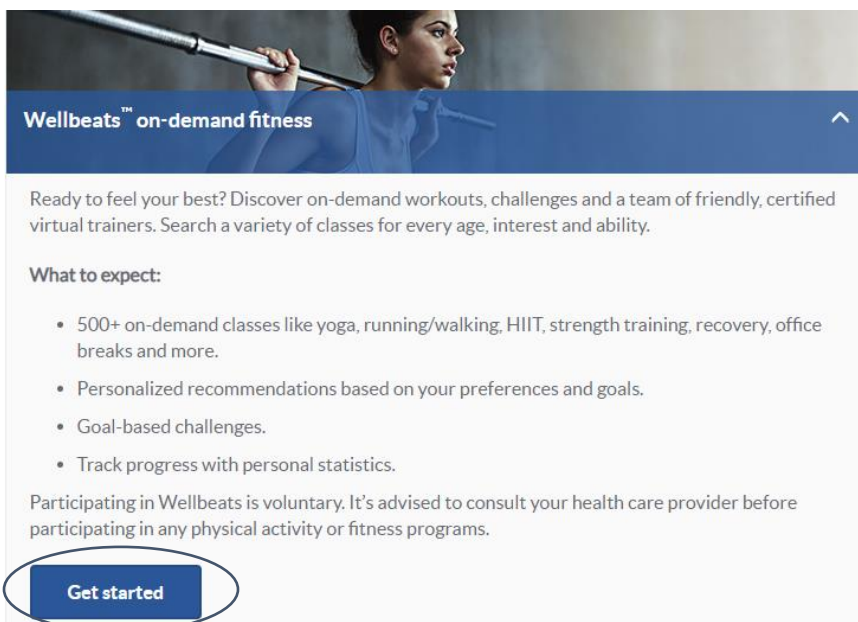 Wellbeats™ on-demand fitness
Ready to feel your best? Discover on-demand workouts, challenges and a team of friendly, certified
virtual trainers. Search a variety of classes for every age, interest and ability.
What to expect:
• 500+ on-demand classes like yoga, running/walking, HIIT, strength training, recovery, office
breaks and more.
• Personalized recommendations based on your preferences and goals.
• Goal-based challenges.
• Track progress with personal statistics.
Participating in Wellbeats is voluntary. It’s advised to consult your health care provider before
participating in any physical activity or fitness programs.
Get started